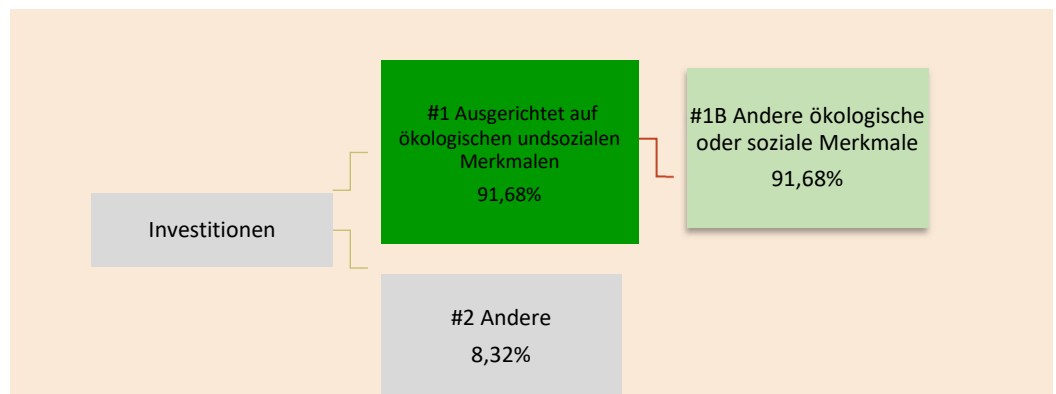 #1 Ausgerichtet auf
ökologischen undsozialen
Merkmalen
91,68%
#1B Andere ökologische
oder soziale Merkmale
91,68%
Investitionen
#2 Andere
8,32%